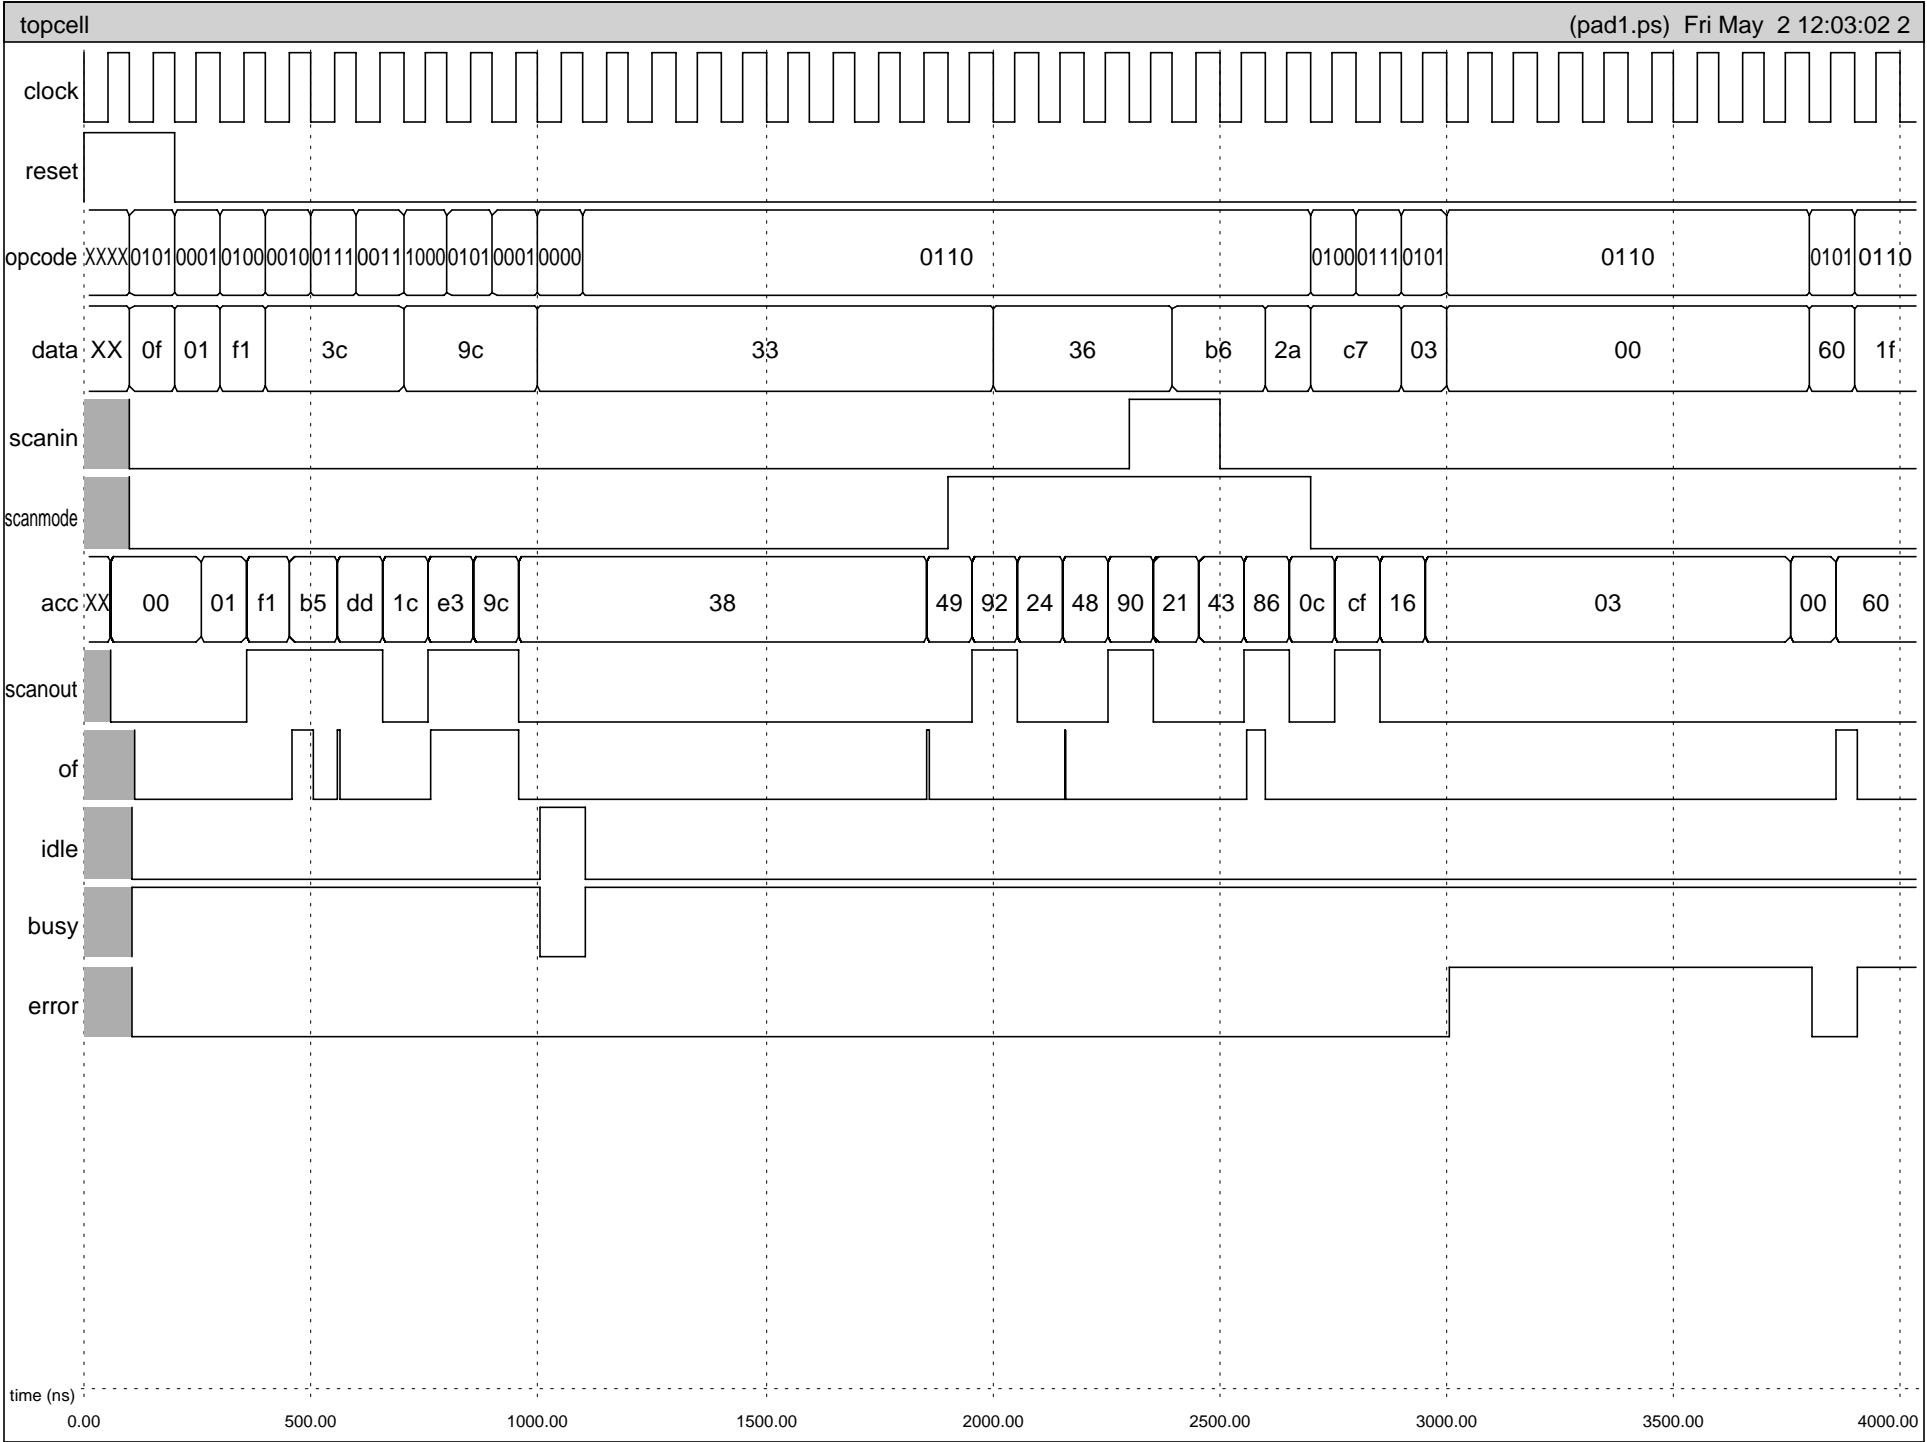 topcell (pad1.ps) Fri May 2 12:03:02 2
clock
reset
opcode XXXX 0101 0001 0100 0010 0111 0011 1000 0101 0001 0000 0110 0100 0111 0101 0110 0101 0110
data XX 0f 01 f1 3c 9c 33 36 b6 2a c7 03 00 60 1f
scanin
scanmode
acc XX 00 01 f1 b5 dd 1c e3 9c 38 49 92 24 48 90 21 43 86 0c cf 16 03 00 60
scanout
of
idle
busy
error
time (ns)
0.00 500.00 1000.00 1500.00 2000.00 2500.00 3000.00 3500.00 4000.00